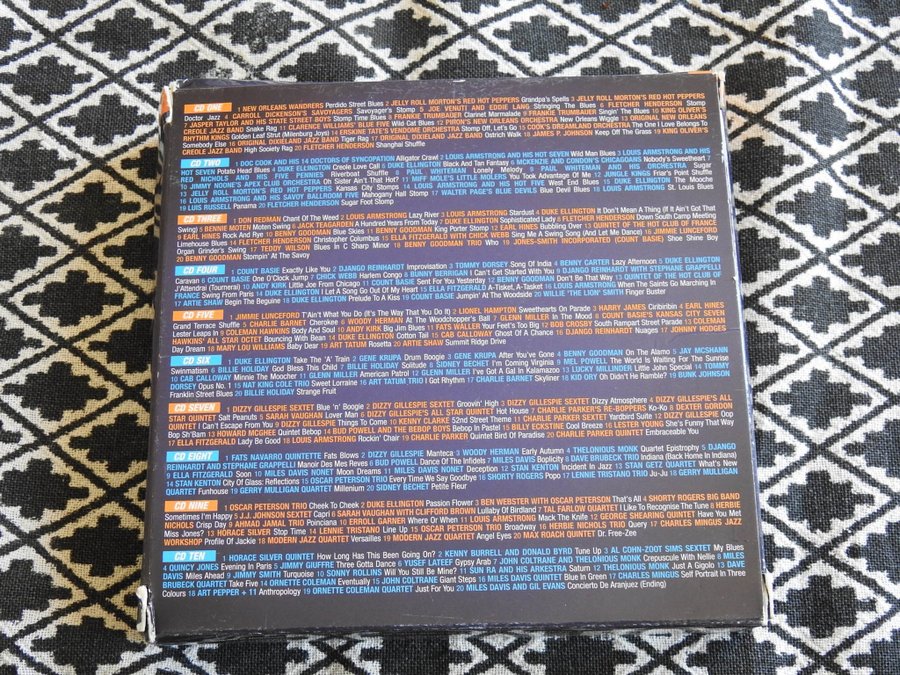 CD ONE 1 NEW ORLEANS WANDRERS Perdido Street Blues 2 JELLY ROLL MORTON'S RED HOT PEPPERS Grandpa's Spells 3 JELLY ROLL MORTON'S RED HOT PEPPERS
Doctor Jazz 4 CARROLL DICKENSON'S SAVOYAGERS Savoyager's Stomp 5 JOE VENUTI AND EDDIE LANG Stringing The Blues 6 FLETCHER HENDERSON Stomp
7 JASPER TAYLOR AND HIS STATE STREET BOYS Stomp Time Blues 8 FRANKIE TRUMBAUER Clarinet Marmalade 9 FRANKIE TRUMBAUER Singin' The Blues 10 KING OLIVER'S
CREOLE JAZZ BAND Snake Rag 11 CLARENCE WILLIAMS' BLUE FIVE Wild Cat Blues 12 PIRON'S NEW ORLEANS ORCHESTRA New Orleans Wiggle 13 ORIGINAL NEW ORLEANS
RHYTHM KINGS Golden Leaf Strut (Milenburg Joys) 14 ERSKINE TATE'S VENDOME ORCHESTRA Stomp Off, Let's Go 15 COOK'S DREAMLAND ORCHESTRA The One I Love Belongs To
Somebody Else 16 ORIGINAL DIXIELAND JAZZ BAND Tiger Rag 17 ORIGINAL DIXIELAND JAZZ BAND Ostrich Walk 18 JAMES P JOHNSON Keep Off The Grass 19 KING OLIVER'S
CREOLE JAZZ BAND High Society Rag 20 FLETCHER HENDERSON Shanghai Shuffle
CD TWO 1 DOC COOK AND HIS 14 DOCTORS OF SYNCOPATION Alligator Crawl 2 LOUIS ARMSTRONG AND HIS HOT SEVEN Wild Man Blues 3 LOUIS ARMSTRONG AND HIS
HOT SEVEN Potato Head Blues 4 DUKE ELLINGTON Creole Love Call 5 DUKE ELLINGTON Black And Tan Fantasy 6 MCKENZIE AND CONDON'S CHICAGOANS Nobody's Sweetheart 7
RED NICHOLS AND HIS FIVE PENNIES Riverboat Shuffle 8 PAUL WHITEMAN Lonely Melody 9 PAUL WHITEMAN AND HIS ORCHESTRA Sugar
10 JIMMY NOONE'S APEX CLUB ORCHESTRA Oh Sister Ain't That Hot? 11 MIFF MOLE'S LITTLE MOLERS You Took Advantage Of Me 12 JUNGLE KINGS Friar's Point Shuffle
13 JELLY ROLL MORTON'S RED HOT PEPPERS Kansas City Stomps 14 LOUIS ARMSTRONG AND HIS HOT FIVE West End Blues 15 DUKE ELLINGTON The Mooche
16 LOUIS ARMSTRONG AND HIS SAVOY BALLROOM FIVE Mahogany Hall Stomp 17 WALTER PAGE'S BLUE DEVILS Blue Devil Blues 18 LOUIS ARMSTRONG St. Louis Blues
19 LUIS RUSSELL Panama 20 FLETCHER HENDERSON Sugar Foot Stomp
CD THREE 1 DON REDMAN Chant Of The Weed 2 LOUIS ARMSTRONG Lazy River 3 LOUIS ARMSTRONG Stardust 4 DUKE ELLINGTON It Don't Mean A Thing (If It Ain't Got That
Swing) 5 BENNIE MOTEN Moten Swing 6 JACK TEAGARDEN A Hundred Years From Today 7 DUKE ELLINGTON Sophisticated Lady 8 FLETCHER HENDERSON Down South Camp Meeting
9 EARL HINES Rock And Rye 10 BENNY GOODMAN Blue Skies 11 BENNY GOODMAN King Porter Stomp 12 EARL HINES Bubbling Over 13 QUINTET OF THE HOT CLUB OF FRANCE
Limehouse Blues 14 FLETCHER HENDERSON Christopher Columbus 15 ELLA FITZGERALD WITH CHICK WEBB Sing Me A Swing Song (And Let Me Dance) 16 JIMMIE LUNCEFORD
Organ Grinder's Swing 17 TEDDY WILSON Blues In C Sharp Minor 18 BENNY GOODMAN TRIO Who 19 JONES-SMITH INCORPORATED (COUNT BASIE) Shoe Shine Boy
20 BENNY GOODMAN Stompin' At The Savoy
CD FOUR 1 COUNT BASIE Exactly Like You 2 DJANGO REINHARDT Improvisation 3 TOMMY DORSEY Song Of India 4 BENNY CARTER Lazy Afternoon 5 DUKE ELLINGTON
Caravan 6 COUNT BASIE One O'Clock Jump 7 CHICK WEBB Harlem Congo 8 BUNNY BERRIGAN I Can't Get Started With You 9 DJANGO REINHARDT WITH STEPHANE GRAPPELLI
J'Attendrai (Tournerai) 10 ANDY KIRK Little Joe From Chicago 11 COUNT BASIE Sent For You Yesterday 12 BENNY GOODMAN Don't Be That Way 13 QUINTET OF THE HOT CLUB OF
FRANCE Swing From Paris 14 DUKE ELLINGTON I Let A Song Go Out Of My Heart 15 ELLA FITZGERALD A-Tisket, A-Tasket 16 LOUIS ARMSTRONG When The Saints Go Marching In
17 ARTIE SHAW Begin The Beguine 18 DUKE ELLINGTON Prelude To A Kiss 19 COUNT BASIE Jumpin' At The Woodside 20 WILLIE 'THE LION' SMITH Finger Buster
CD FIVE 1 JIMMIE LUNCEFORD T'Ain't What You Do (It's The Way That You Do It) 2 LIONEL HAMPTON Sweethearts On Parade 3 HARRY JAMES Ciribiribin 4 EARL HINES
Grand Terrace Shuffle 5 CHARLIE BARNET Cherokee 6 WOODY HERMAN At The Woodchopper's Ball 7 GLENN MILLER In The Mood 8 COUNT BASIE'S KANSAS CITY SEVEN
Lester Leaps In 9 COLEMAN HAWKINS Body And Soul 10 ANDY KIRK Big Jim Blues 11 FATS WALLER Your Feet's Too Big 12 BOB CROSBY South Rampart Street Parade 13 COLEMAN
HAWKINS' ALL STAR OCTET Bouncing With Bean 14 DUKE ELLINGTON Cotton Tail 15 CAB CALLOWAY Ghost Of A Chance 16 DJANGO REINHARDT Nuages 17 JOHNNY HODGES
Day Dream 18 MARY LOU WILLIAMS Baby Dear 19 ART TATUM Rosetta 20 ARTIE SHAW Summit Ridge Drive
CD SIX 1 DUKE ELLINGTON Take The 'A' Train 2 GENE KRUPA Drum Boogie 3 GENE KRUPA After You've Gone 4 BENNY GOODMAN On The Alamo 5 JAY MCSHANN
Swinmatism 6 BILLIE HOLIDAY God Bless This Child 7 BILLIE HOLIDAY Solitude 8 SIDNEY BECHET I'm Coming Virginia 9 MEL POWELL The World Is Waiting For The Sunrise
10 CAB CALLOWAY Minnie The Moocher 11 GLENN MILLER American Patrol 12 GLENN MILLER I've Got A Gal In Kalamazoo 13 LUCKY MILLINDER Little John Special 14 TOMMY
DORSEY Opus No. 1 15 NAT KING COLE TRIO Sweet Lorraine 16 ART TATUM TRIO I Got Rhythm 17 CHARLIE BARNET Skyliner 18 KID ORY Oh Didn't He Ramble? 19 BUNK JOHNSON
Franklin Street Blues 20 BILLIE HOLIDAY Strange Fruit
CD SEVEN 1 DIZZY GILLESPIE SEXTET Blue 'n' Boogie 2 DIZZY GILLESPIE SEXTET Groovin' High 3 DIZZY GILLESPIE SEXTET Dizzy Atmosphere 4 DIZZY GILLESPIE'S ALL
STAR QUINTET Salt Peanuts 5 SARAH VAUGHAN Lover Man 6 DIZZY GILLESPIE'S ALL STAR QUINTET Hot House 7 CHARLIE PARKER'S RE-BOPPERS Ko-Ko 8 DEXTER GORDON
QUINTET I Can't Escape From You 9 DIZZY GILLESPIE Things To Come 10 KENNY CLARKE 52nd Street Theme 11 CHARLIE PARKER SEXTET Yardbird Suite 12 DIZZY GILLESPIE Oop
Bop Sh'Bam 13 HOWARD MCGHEE Quintet Bebop 14 BUD POWELL AND THE BEBOP BOYS Bebop In Pastel 15 BILLY ECKSTINE Cool Breeze 16 LESTER YOUNG She's Funny That Way
17 ELLA FITZGERALD Lady Be Good 18 LOUIS ARMSTRONG Rockin' Chair 19 CHARLIE PARKER Quintet Bird Of Paradise 20 CHARLIE PARKER QUINTET Embraceable You
CD EIGHT 1 FATS NAVARRO QUINTETTE Fats Blows 2 DIZZY GILLESPIE Manteca 3 WOODY HERMAN Early Autumn 4 THELONIOUS MONK Quartet Epistrophy 5 DJANGO
REINHARDT AND STEPHANE GRAPPELLI Manoir Des Mes Reves 6 BUD POWELL Dance Of The Infidels 7 MILES DAVIS Boplicity 8 DAVE BRUBECK TRIO Indiana (Back Home In Indiana)
9 ELLA FITZGERALD Soon 10 MILES DAVIS NONET Moon Dreams 11 MILES DAVIS NONET Deception 12 STAN KENTON Incident In Jazz 13 STAN GETZ QUARTET What's New
14 STAN KENTON City Of Glass: Reflections 15 OSCAR PETERSON TRIO Every Time We Say Goodbye 16 SHORTY ROGERS Popo 17 LENNIE TRISTANO TRIO Ju-Ju 18 GERRY MULLIGAN
QUARTET Funhouse 19 GERRY MULLIGAN QUARTET Millenium 20 SIDNEY BECHET Petite Fleur
CD NINE 1 OSCAR PETERSON TRIO Cheek To Cheek 2 DUKE ELLINGTON Passion Flower 3 BEN WEBSTER WITH OSCAR PETERSON That's All 4 SHORTY ROGERS BIG BAND
Sometimes I'm Happy 5 J.J. JOHNSON SEXTET Capri 6 SARAH VAUGHAN WITH CLIFFORD BROWN Lullaby Of Birdland 7 TAL FARLOW QUARTET I Like To Recognise The Tune 8 HERBIE
NICHOLS Crisp Day 9 AHMAD JAMAL TRIO Poinciana 10 ERROLL GARNER Where Or When 11 LOUIS ARMSTRONG Mack The Knife 12 GEORGE SHEARING QUINTET Have You Met
Miss Jones? 13 HORACE SILVER Stop Time 14 LENNIE TRISTANO Line Up 15 OSCAR PETERSON TRIO Broadway 16 HERBIE NICHOLS TRIO Query 17 CHARLES MINGUS JAZZ
WORKSHOP Profile Of Jackie 18 MODERN JAZZ QUARTET Versailles 19 MODERN JAZZ QUARTET Angel Eyes 20 MAX ROACH QUINTET Dr. Free-Zee
CD TEN 1 HORACE SILVER QUINTET How Long Has This Been Going On? 2 KENNY BURRELL AND DONALD BYRD Tune Up 3 AL COHN-ZOOT SIMS SEXTET My Blues
4 QUINCY JONES Evening In Paris 5 JIMMY GIUFFRE Three Gotta Dance 6 YUSEF LATEEF Gypsy Arab 7 JOHN COLTRANE AND THELONIOUS MONK Crepuscule With Nellie 8 MILES
DAVIS Miles Ahead 9 JIMMY SMITH Turquoise 10 SONNY ROLLINS Will You Still Be Mine? 11 SUN RA AND HIS ARKESTRA Saturn 12 THELONIOUS MONK Just A Gigolo 13 DAVE
BRUBECK QUARTET Take Five 14 ORNETTE COLEMAN Eventually 15 JOHN COLTRANE Giant Steps 16 MILES DAVIS QUINTET Blue In Green 17 CHARLES MINGUS Self Portrait In Three
Colours 18 ART PEPPER + 11 Anthropology 19 ORNETTE COLEMAN QUARTET Just For You 20 MILES DAVIS AND GIL EVANS Concierto De Aranjuez (Ending)